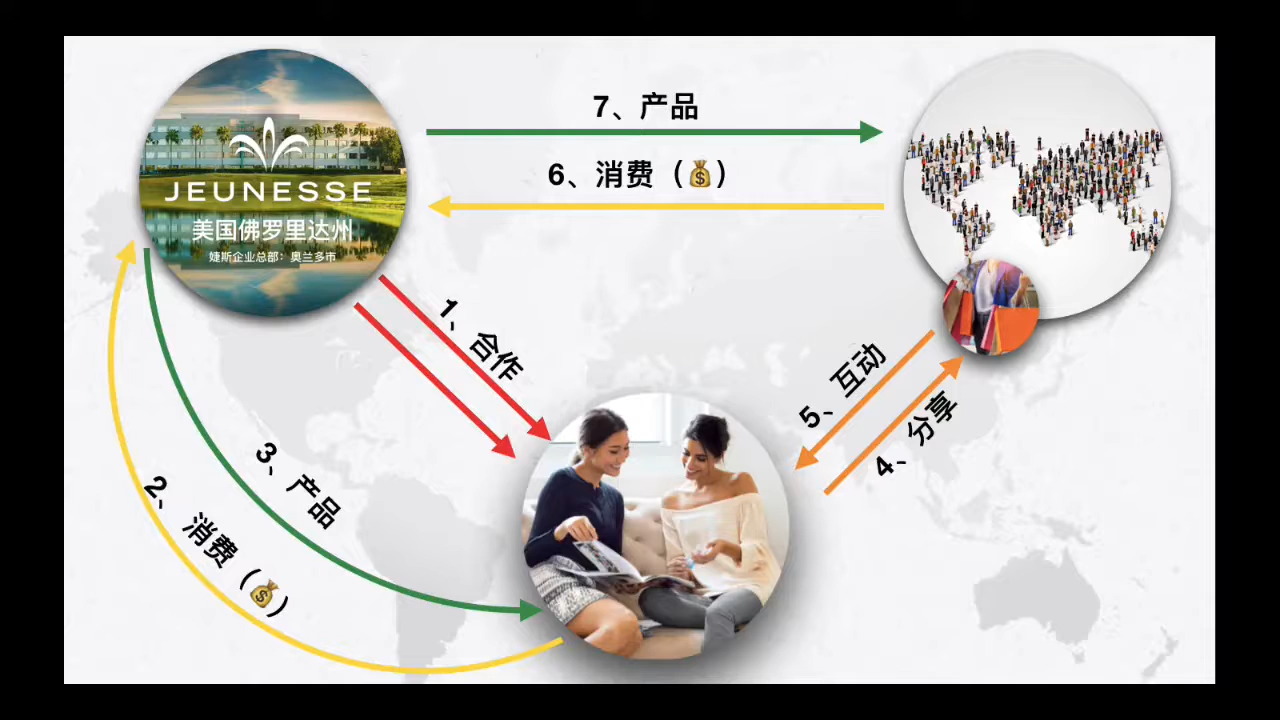 7、产品
6、消费（💰）
JEUNESSE
美国佛罗里达州
婕斯企业总部：奥兰多市
1、合作
5、互动
4、分享
3、产品
2、消费（💰）